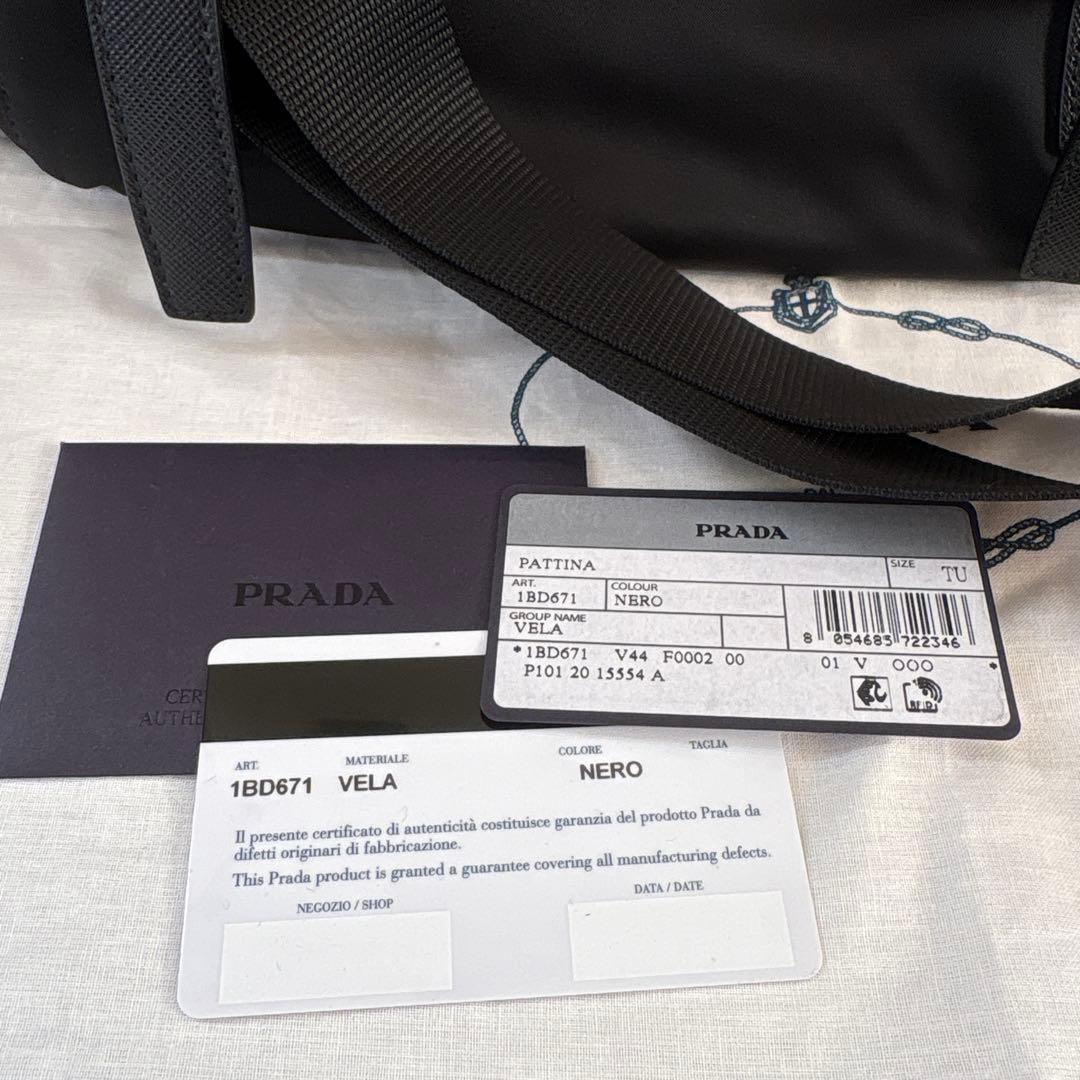 PRADA
CER
AUTHE
PRADA
PATTINA
SIZE
TU
ART.
1BD671
COLOUR
NERO
GROUP NAME
VELA
8 054685 722346
*1BD671 V44 F0002 00 01 V OOO *
P101 20 15554 A
RFID
ART. MATERIALE COLORE TAGLIA
1BD671 VELA NERO
Il presente certificato di autenticità costituisce garanzia del prodotto Prada da
difetti originari di fabbricazione.
This Prada product is granted a guarantee covering all manufacturing defects.
NEGOZIO / SHOP
DATA / DATE